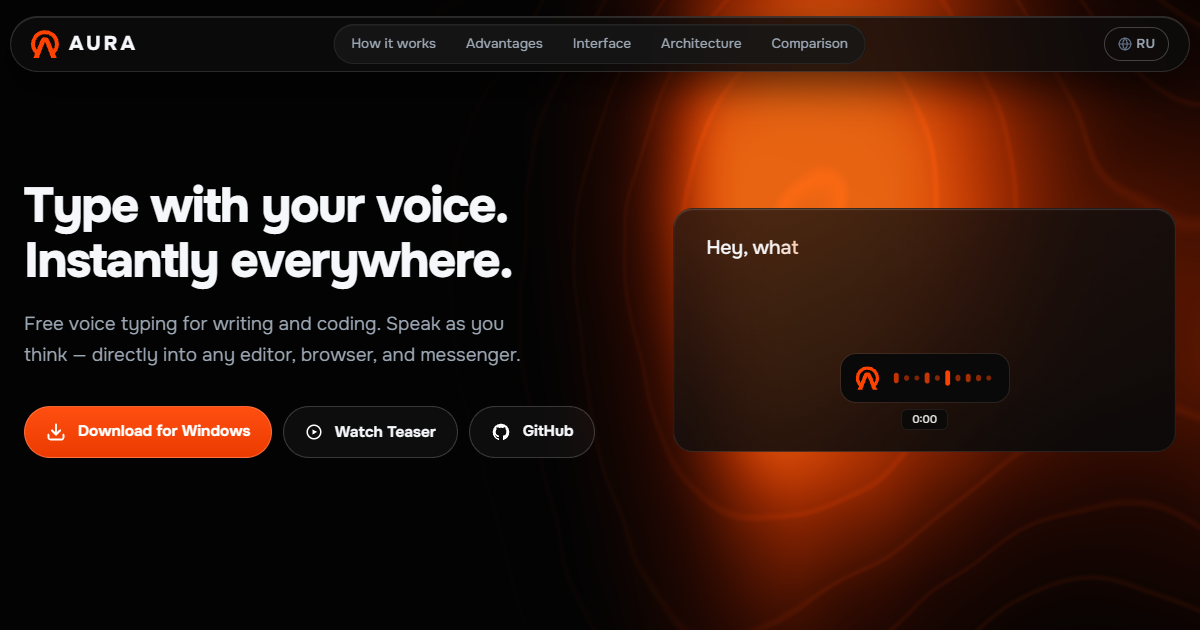 AURA
How it works
Advantages
Interface
Architecture
Comparison
RU
Type with your voice.
Instantly everywhere.
Free voice typing for writing and coding. Speak as you
think — directly into any editor, browser, and messenger.
Download for Windows
Watch Teaser
GitHub
Hey, what
0:00